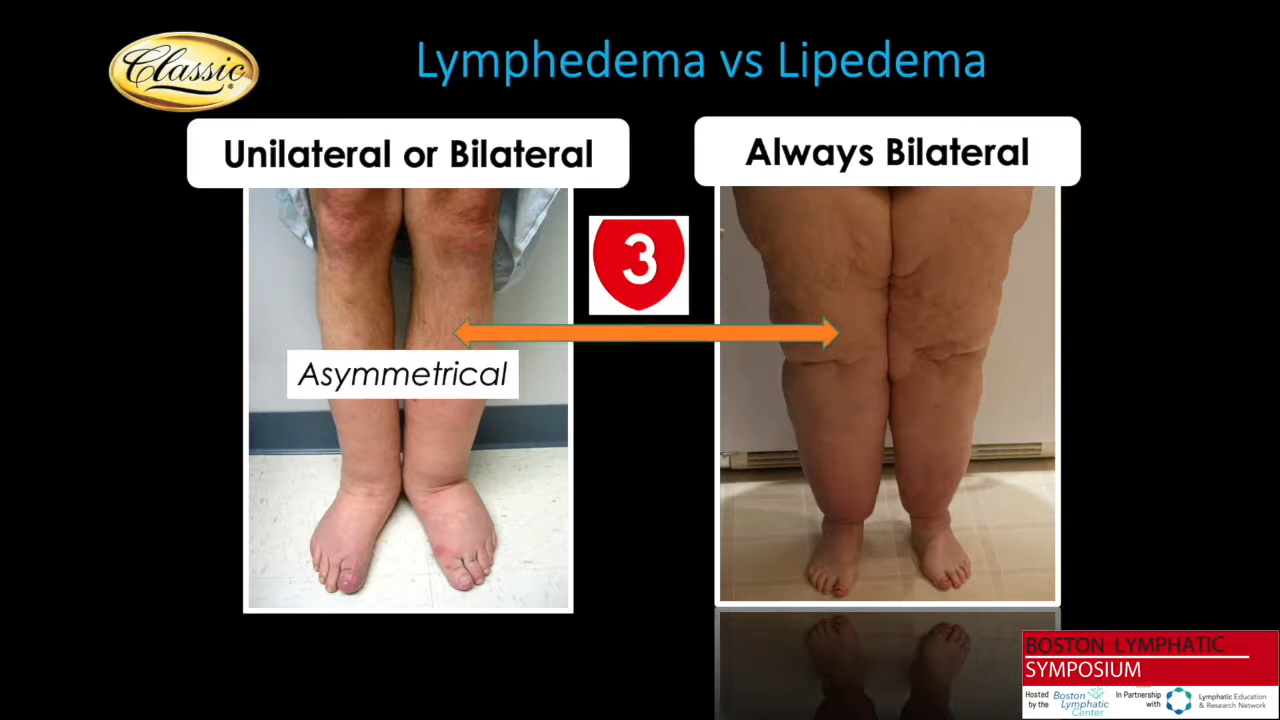 Classic®
Lymphedema vs Lipedema
Unilateral or Bilateral
Always Bilateral
3
Asymmetrical
BOSTON LYMPHATIC
SYMPOSIUM
Hosted
by the
Boston
Lymphatic
Center
In Partnership
with
Lymphatic Education
& Research Network